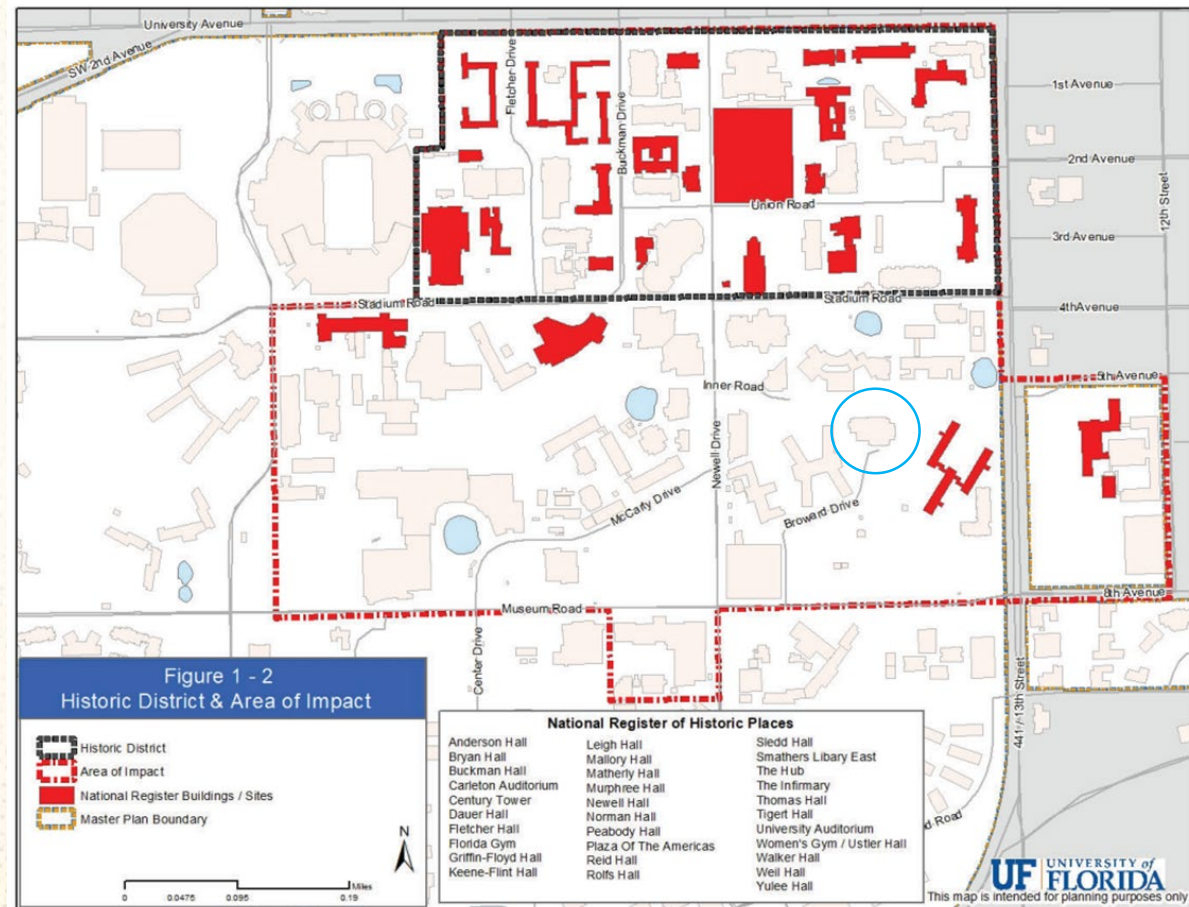 University Avenue
SW 2nd Avenue
Fletcher Drive
Buckman Drive
1st Avenue
2nd Avenue
12th Street
Union Road
3rd Avenue
Stadium Road
Stadium Road
4thAvenue
Inner Road
5th Avenue
Newell Drive
McCarty Drive
Broward Drive
8th Avenue
Museum Road
Center Drive
441 / 13th Street
d Road
Figure 1 - 2
Historic District & Area of Impact
Historic District
Area of Impact
National Register Buildings / Sites
Master Plan Boundary
N
Miles
0 0.0475 0.095 0.19
National Register of Historic Places
Anderson Hall
Bryan Hall
Buckman Hall
Carleton Auditorium
Century Tower
Dauer Hall
Fletcher Hall
Florida Gym
Griffin-Floyd Hall
Keene-Flint Hall
Leigh Hall
Mallory Hall
Matherly Hall
Murphree Hall
Newell Hall
Norman Hall
Peabody Hall
Plaza Of The Americas
Reid Hall
Rolfs Hall
Sledd Hall
Smathers Libary East
The Hub
The Infirmary
Thomas Hall
Tigert Hall
University Auditorium
Women's Gym / Ustler Hall
Walker Hall
Weil Hall
Yulee Hall
UF UNIVERSITY of
FLORIDA
This map is intended for planning purposes only